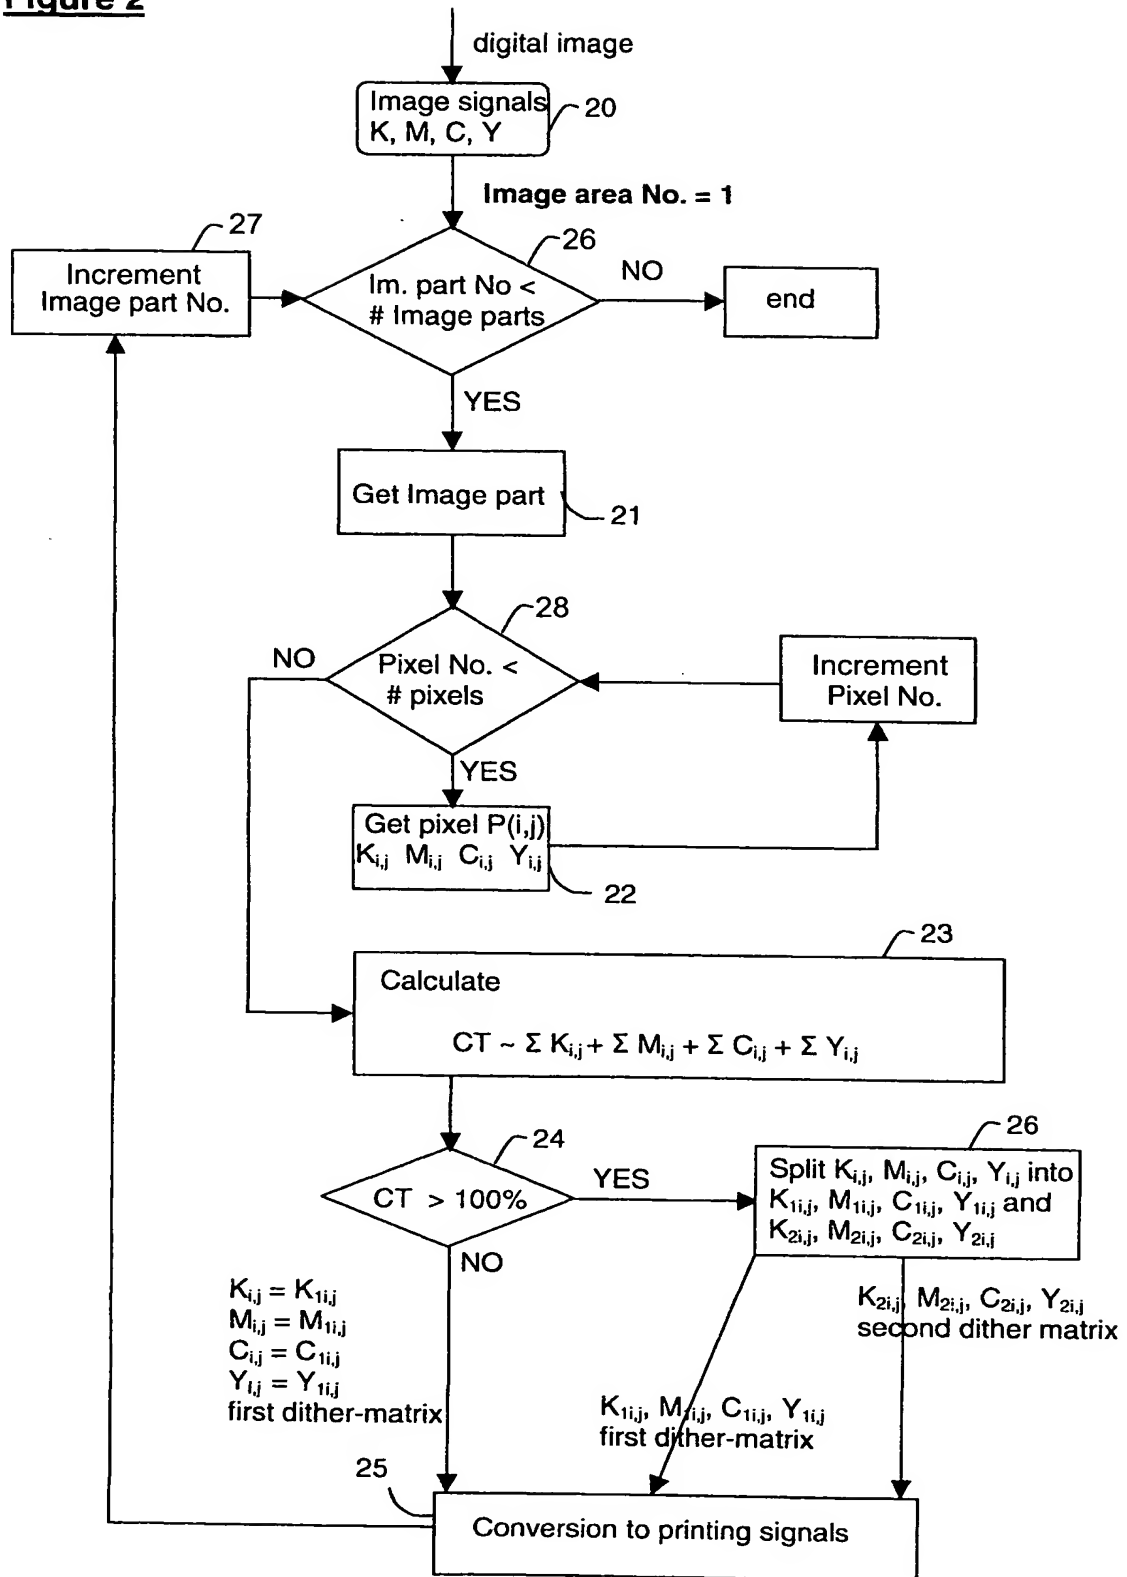 Figure 2
digital image
Image signals
K, M, C, Y
20
Image area No. = 1
27
Increment
Image part No.
26
Im. part No <
# Image parts
NO
end
YES
Get Image part
21
28
NO
Pixel No. <
# pixels
Increment
Pixel No.
YES
Get pixel P(i,j)
Ki,j Mi,j Ci,j Yi,j
22
23
Calculate
CT ~ Σ Ki,j + Σ Mi,j + Σ Ci,j + Σ Yi,j
24
CT > 100%
YES
26
Split Ki,j, Mi,j, Ci,j, Yi,j into
K1i,j, M1i,j, C1i,j, Y1i,j and
K2i,j, M2i,j, C2i,j, Y2i,j
NO
Ki,j = K1i,j
Mi,j = M1i,j
Ci,j = C1i,j
Yi,j = Y1i,j
first dither-matrix
K2i,j, M2i,j, C2i,j, Y2i,j
second dither matrix
K1i,j, M1i,j, C1i,j, Y1i,j
first dither-matrix
25
Conversion to printing signals